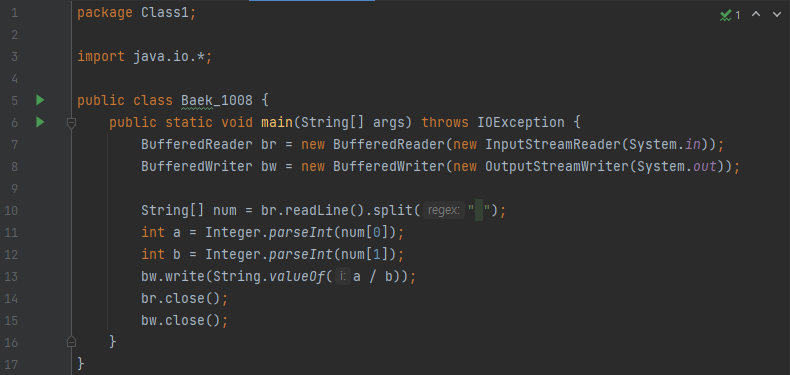 1 package Class1;
2
3 import java.io.*;
4
5 public class Baek_1008 {
6 public static void main(String[] args) throws IOException {
7 BufferedReader br = new BufferedReader(new InputStreamReader(System.in));
8 BufferedWriter bw = new BufferedWriter(new OutputStreamWriter(System.out));
9
10 String[] num = br.readLine().split( regex: " ");
11 int a = Integer.parseInt(num[0]);
12 int b = Integer.parseInt(num[1]);
13 bw.write(String.valueOf( i: a / b));
14 br.close();
15 bw.close();
16 }
17 }
1